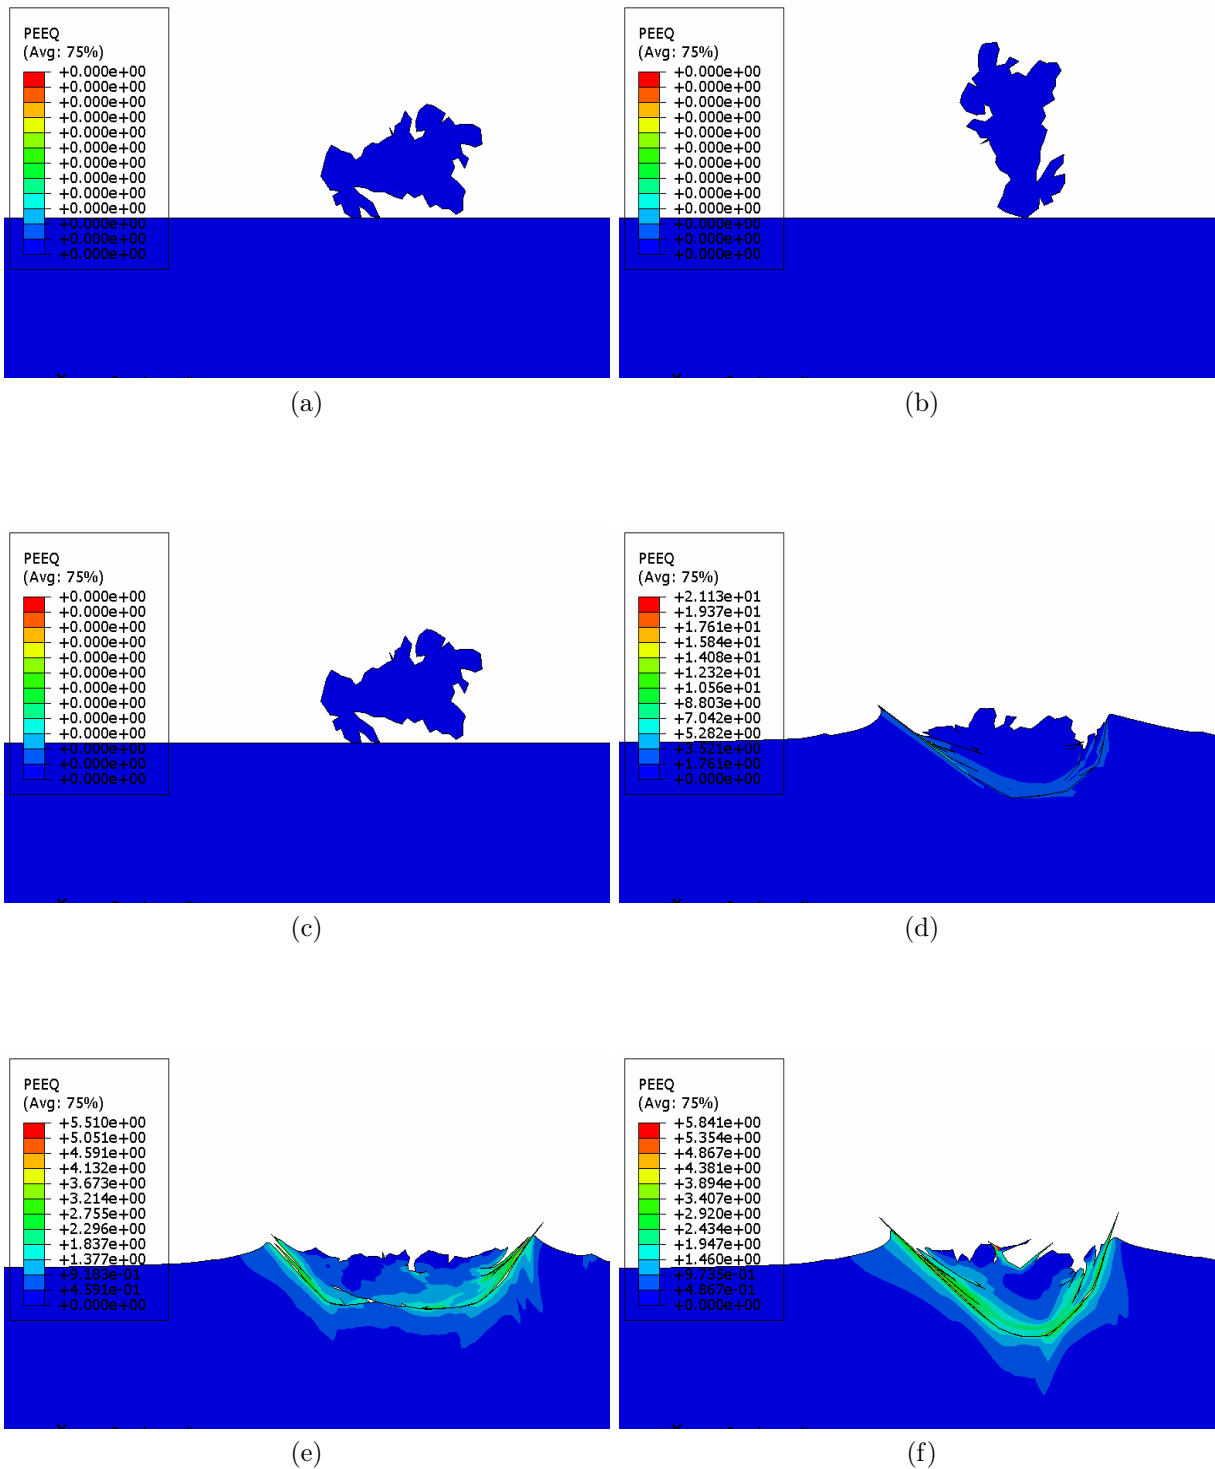 PEEQ
(Avg: 75%)
+0.000e+00
+0.000e+00
+0.000e+00
+0.000e+00
+0.000e+00
+0.000e+00
+0.000e+00
+0.000e+00
+0.000e+00
+0.000e+00
+0.000e+00
+0.000e+00
+0.000e+00
(a)
PEEQ
(Avg: 75%)
+0.000e+00
+0.000e+00
+0.000e+00
+0.000e+00
+0.000e+00
+0.000e+00
+0.000e+00
+0.000e+00
+0.000e+00
+0.000e+00
+0.000e+00
+0.000e+00
+0.000e+00
(b)
PEEQ
(Avg: 75%)
+0.000e+00
+0.000e+00
+0.000e+00
+0.000e+00
+0.000e+00
+0.000e+00
+0.000e+00
+0.000e+00
+0.000e+00
+0.000e+00
+0.000e+00
+0.000e+00
+0.000e+00
(c)
PEEQ
(Avg: 75%)
+2.113e+01
+1.937e+01
+1.761e+01
+1.584e+01
+1.408e+01
+1.232e+01
+1.056e+01
+8.803e+00
+7.042e+00
+5.282e+00
+3.521e+00
+1.761e+00
+0.000e+00
(d)
PEEQ
(Avg: 75%)
+5.510e+00
+5.051e+00
+4.591e+00
+4.132e+00
+3.673e+00
+3.214e+00
+2.755e+00
+2.296e+00
+1.837e+00
+1.377e+00
+9.183e-01
+4.591e-01
+0.000e+00
(e)
PEEQ
(Avg: 75%)
+5.841e+00
+5.354e+00
+4.867e+00
+4.381e+00
+3.894e+00
+3.407e+00
+2.920e+00
+2.434e+00
+1.947e+00
+1.460e+00
+9.735e-01
+4.867e-01
+0.000e+00
(f)